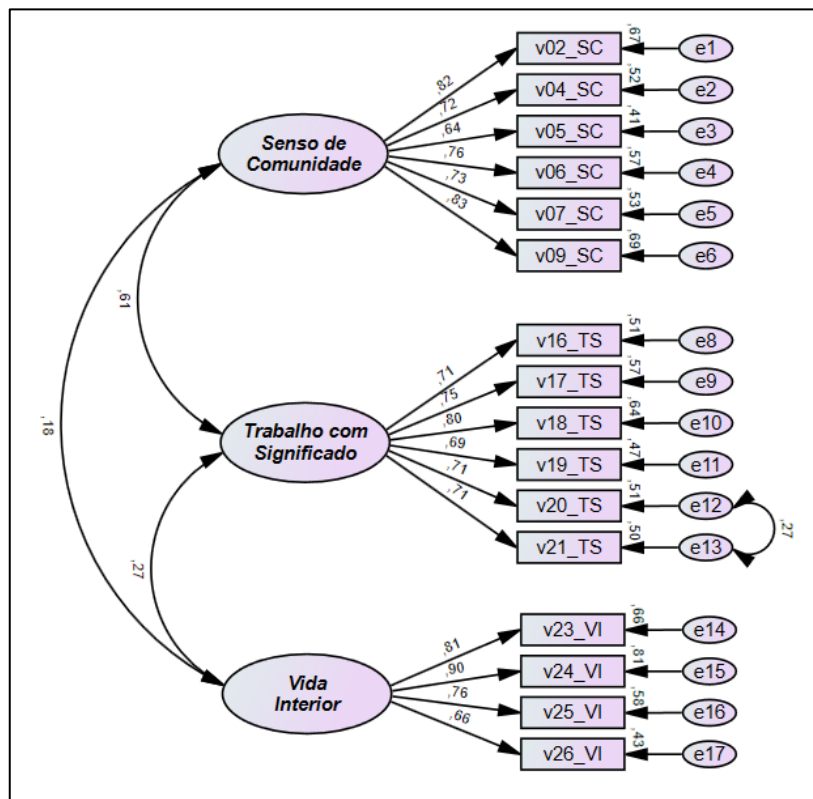 ,67
v02_SC
e1
,82
,52
v04_SC
e2
,72
,41
v05_SC
e3
,64
Senso de
Comunidade
,57
v06_SC
e4
,76
,53
v07_SC
e5
,73
,69
v09_SC
e6
,83
,61
,18
,51
v16_TS
e8
,71
,57
v17_TS
e9
,75
,64
v18_TS
e10
,80
Trabalho com
Significado
,47
v19_TS
e11
,69
,51
v20_TS
e12
,71
,50
v21_TS
e13
,71
,27
,27
,66
v23_VI
e14
,81
,81
v24_VI
e15
,90
Vida
Interior
,58
v25_VI
e16
,76
,43
v26_VI
e17
,66